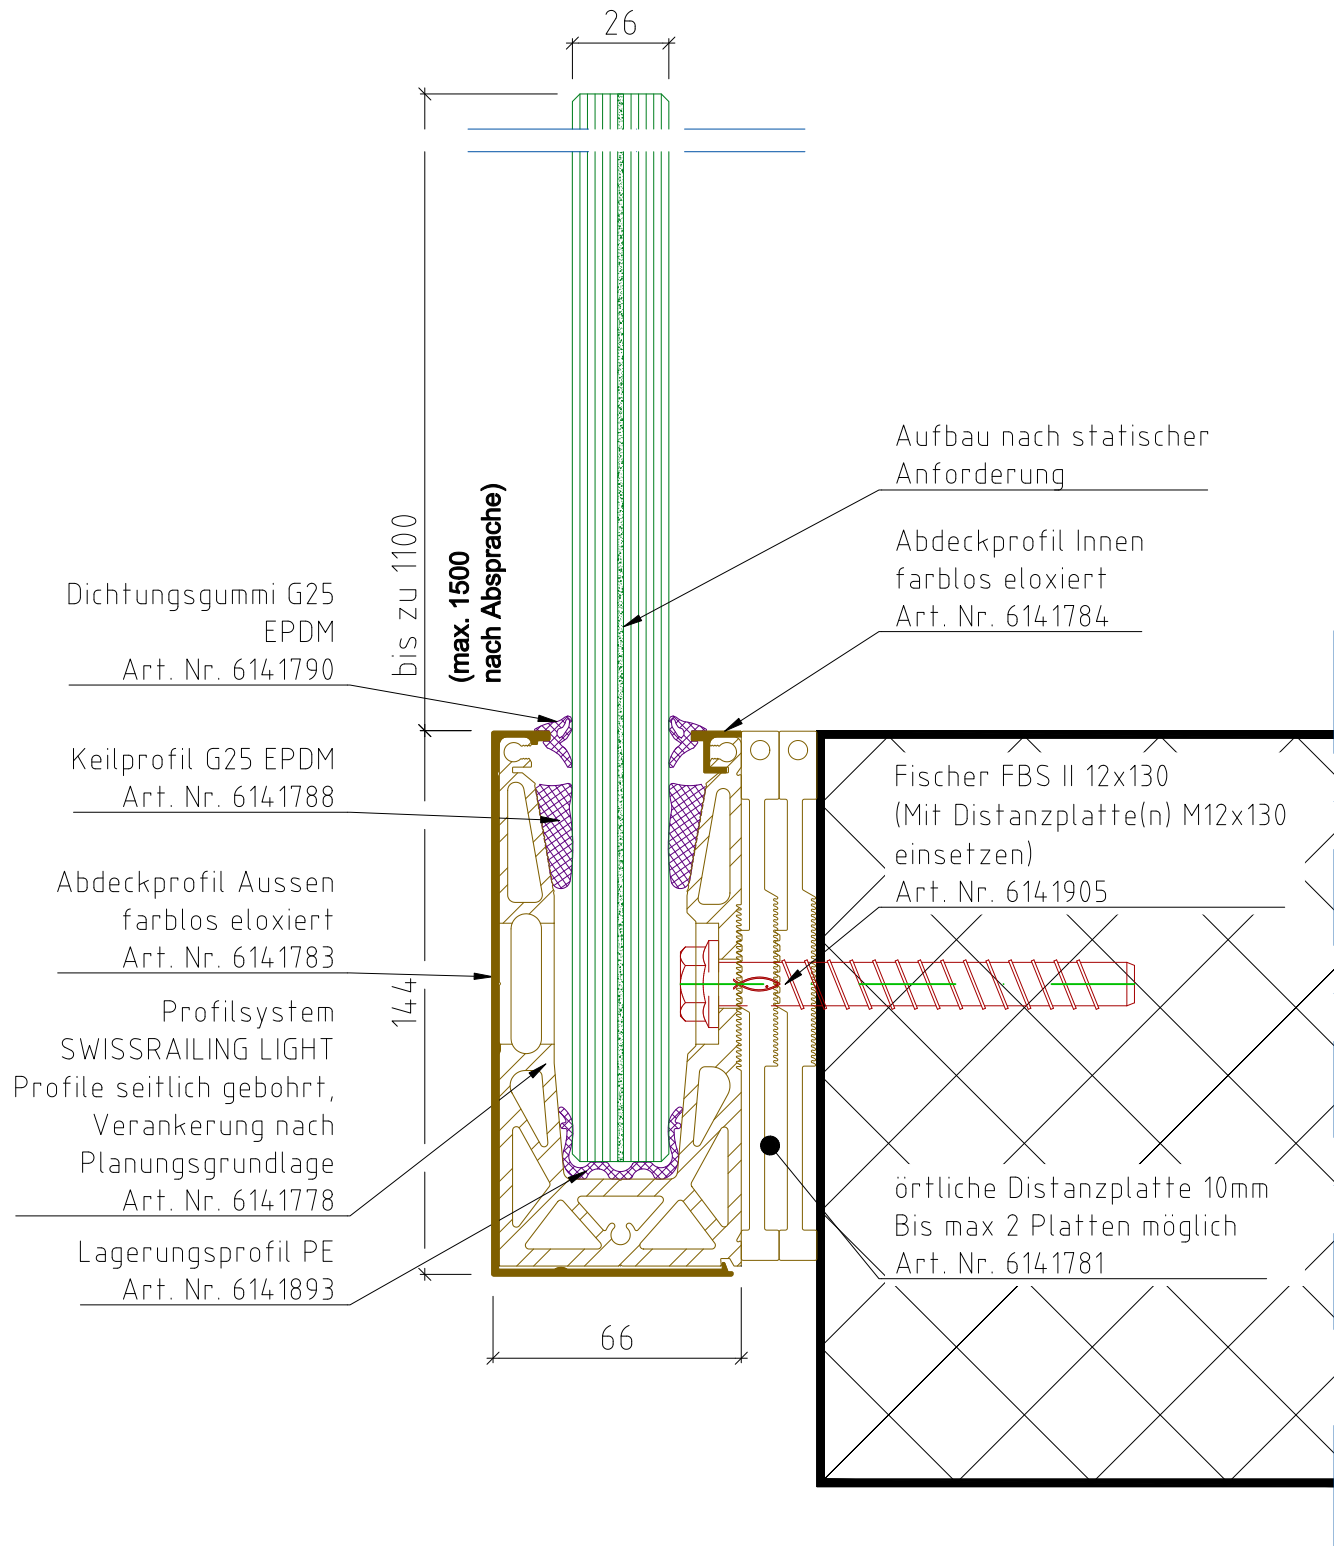 26
Aufbau nach statischer
Anforderung
bis zu 1100
(max. 1500
nach Absprache)
Abdeckprofil Innen
farblos eloxiert
Art. Nr. 6141784
Dichtungsgummi G25
EPDM
Art. Nr. 6141790
Keilprofil G25 EPDM
Art. Nr. 6141788
Fischer FBS II 12x130
(Mit Distanzplatte(n) M12x130
einsetzen)
Art. Nr. 6141905
Abdeckprofil Aussen
farblos eloxiert
Art. Nr. 6141783
144
Profilsystem
SWISSRAILING LIGHT
Profile seitlich gebohrt,
Verankerung nach
Planungsgrundlage
Art. Nr. 6141778
örtliche Distanzplatte 10mm
Bis max 2 Platten möglich
Art. Nr. 6141781
Lagerungsprofil PE
Art. Nr. 6141893
66